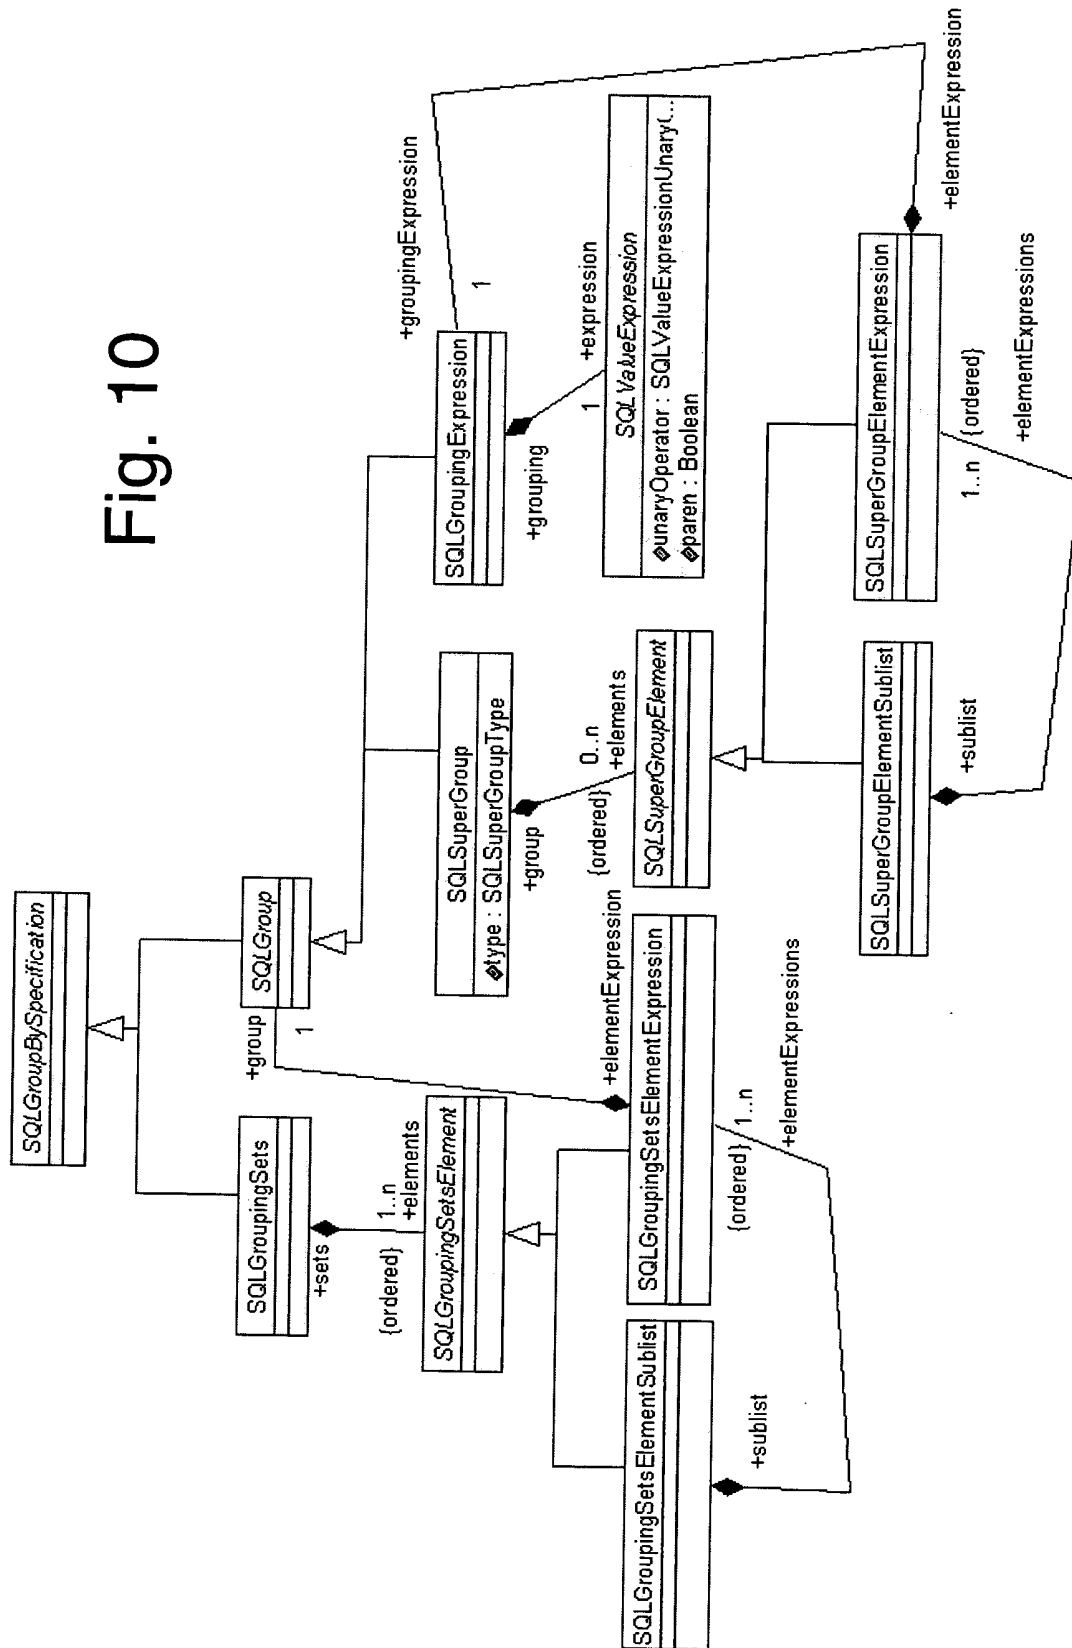 Fig. 10
SQLGroupBySpecification
SQLGroupingSets
+sets
SQLGroup
+group
1
{ordered}
1..n
+elements
SQLGroupingSetsElement
SQLSuperGroup
type : SQLSuperGroupType
+group
SQLGroupingExpression
+groupingExpression
1
+grouping
1
+expression
SQLValueExpression
unaryOperator : SQLValueExpressionUnary(...
paren : Boolean
{ordered}
0..n
+elements
SQLSuperGroupElement
SQLGroupingSetsElementSublist
+sublist
SQLGroupingSetsElementExpression
+elementExpression
{ordered}
1..n
+elementExpressions
SQLSuperGroupElementSublist
+sublist
SQLSuperGroupElementExpression
+elementExpression
1..n
{ordered}
+elementExpressions